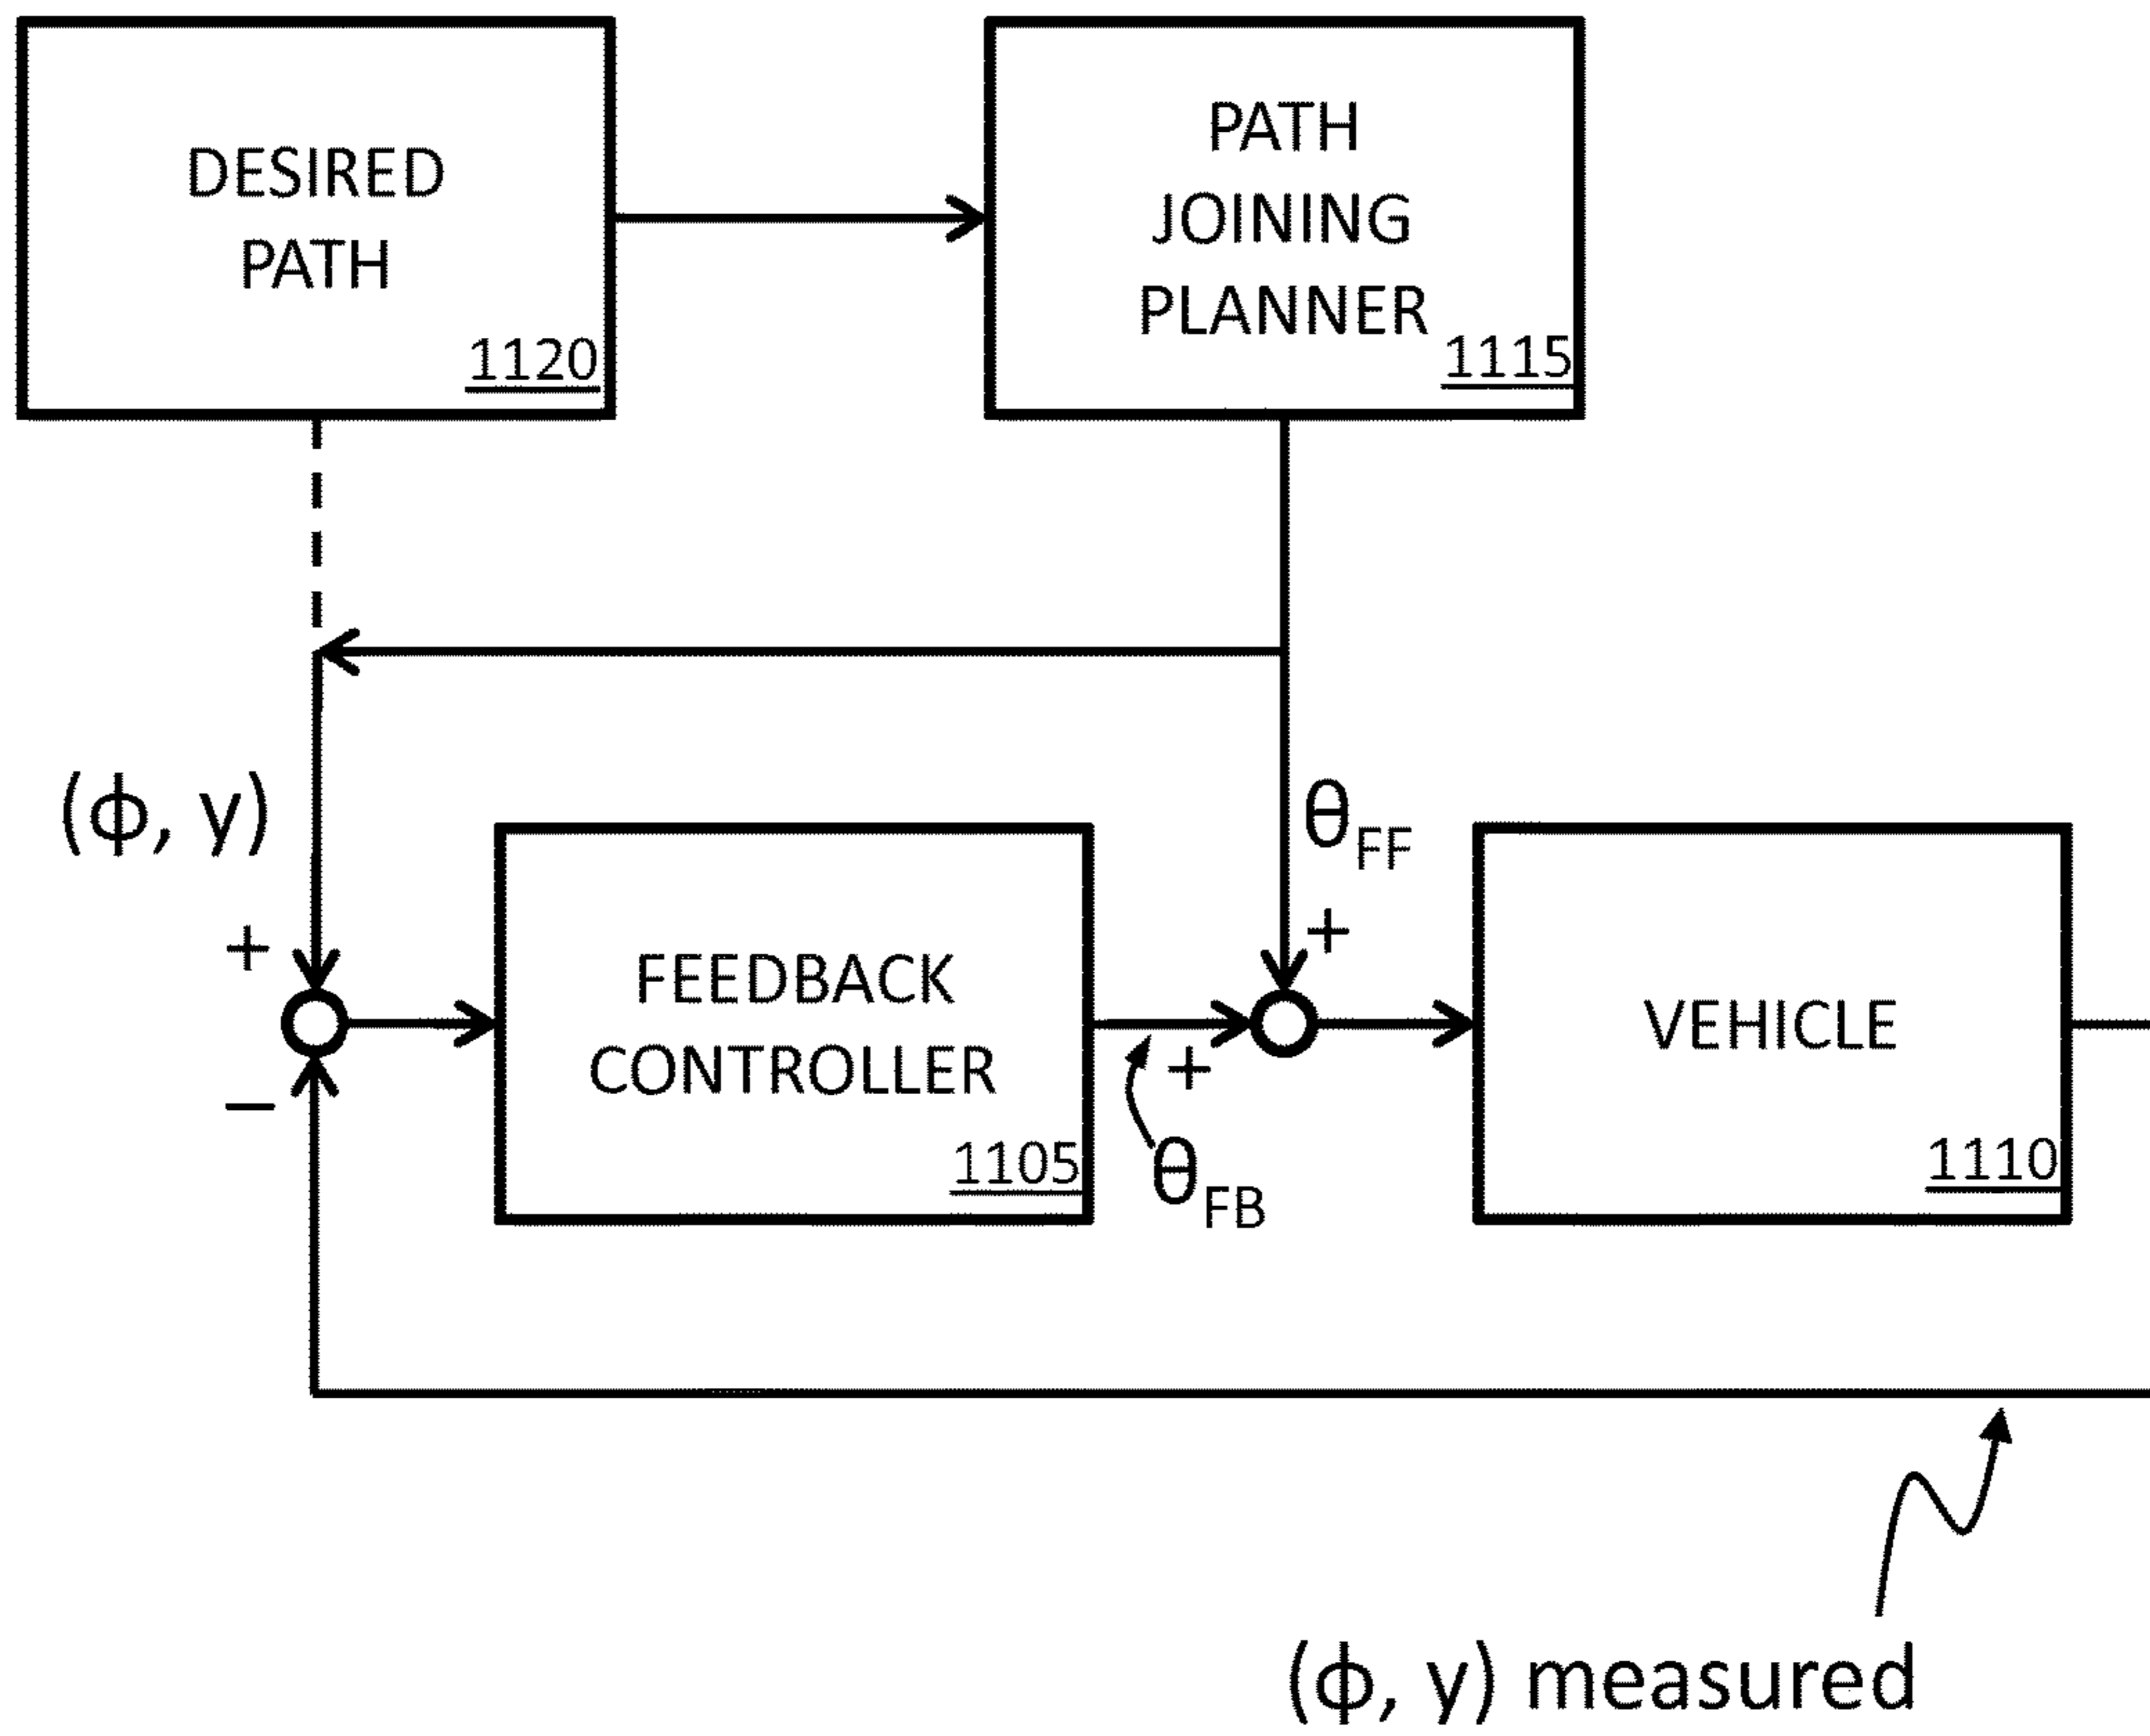 DESIRED
PATH
1120
PATH
JOINING
PLANNER
1115
(ϕ, y)
θFF
+
+
FEEDBACK
CONTROLLER
1105
+
θFB
VEHICLE
1110
−
(ϕ, y) measured